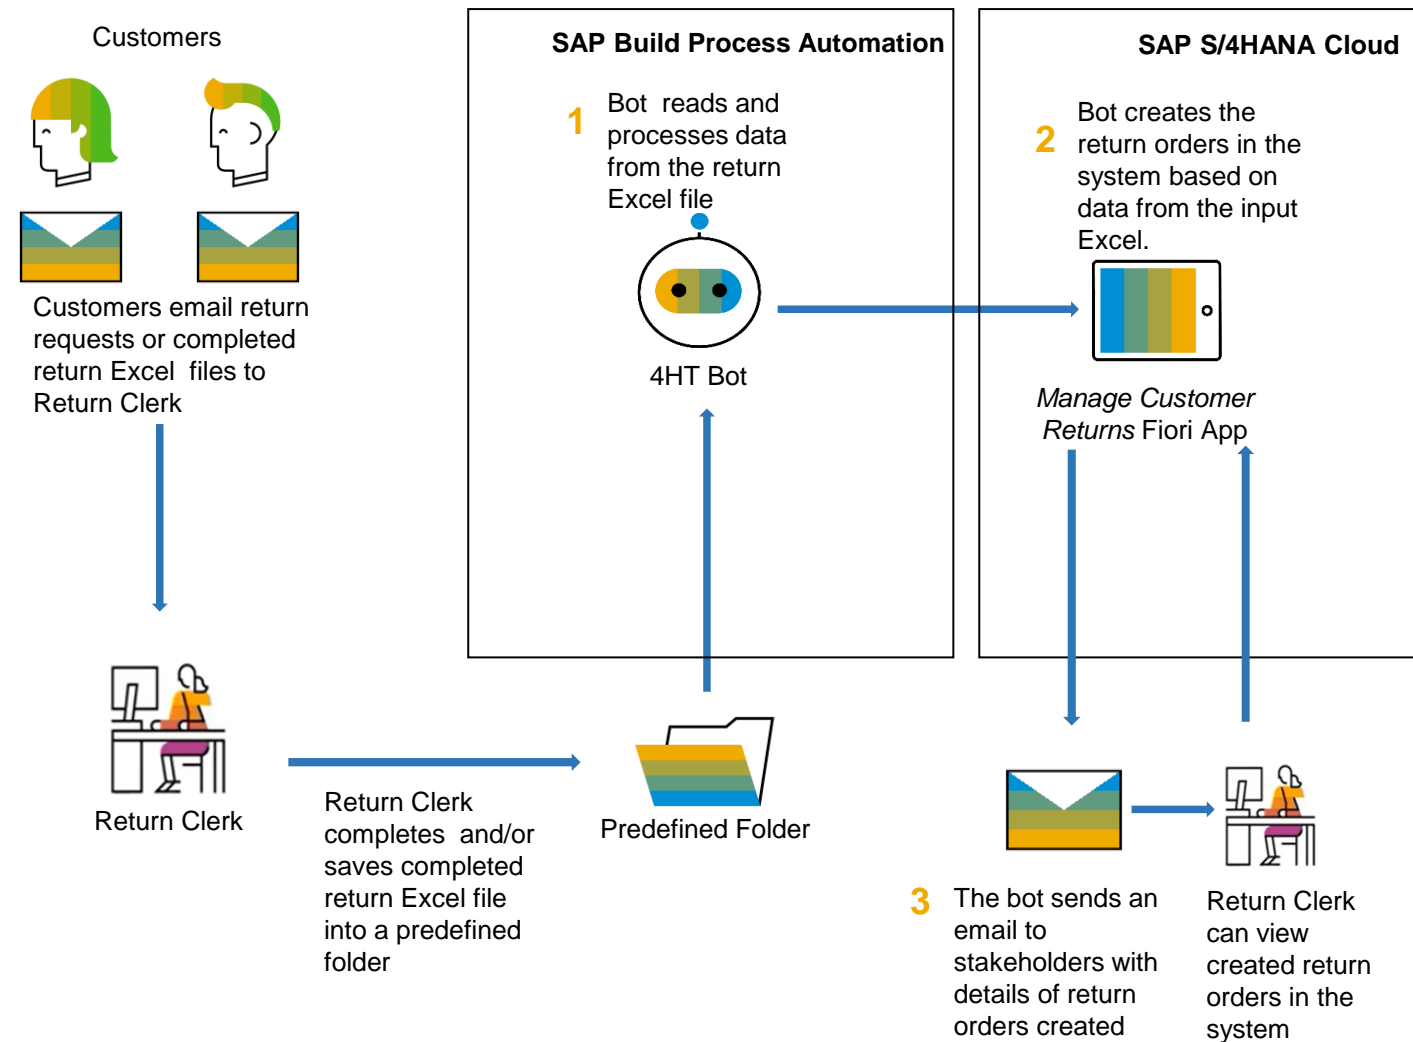 Customers
Customers email return
requests or completed
return Excel files to
Return Clerk
Return Clerk
Return Clerk
completes and/or
saves completed
return Excel file
into a predefined
folder
SAP Build Process Automation
1
Bot reads and
processes data
from the return
Excel file
4HT Bot
Predefined Folder
SAP S/4HANA Cloud
2
Bot creates the
return orders in the
system based on
data from the input
Excel.
Manage Customer
Returns Fiori App
3
The bot sends an
email to
stakeholders with
details of return
orders created
Return Clerk
can view
created return
orders in the
system